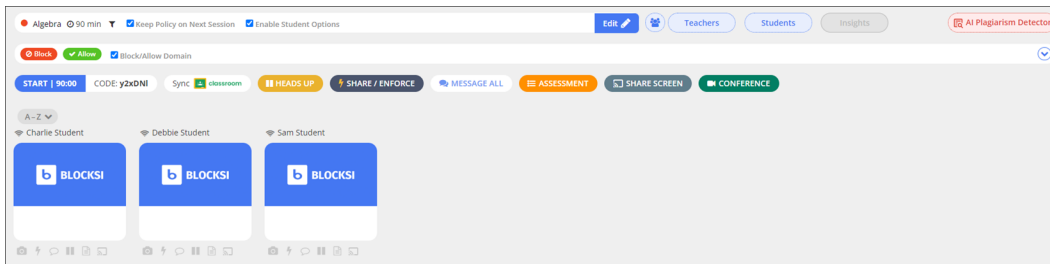 Algebra 90 min Keep Policy on Next Session Enable Student Options Edit Teachers Students Insights AI Plagiarism Detector
Block Allow Block/Allow Domain
START | 90:00 CODE: y2xDNl Sync classroom HEADS UP SHARE / ENFORCE MESSAGE ALL ASSESSMENT SHARE SCREEN CONFERENCE
A - Z
Charlie Student Debbie Student Sam Student
b BLOCKSI b BLOCKSI b BLOCKSI